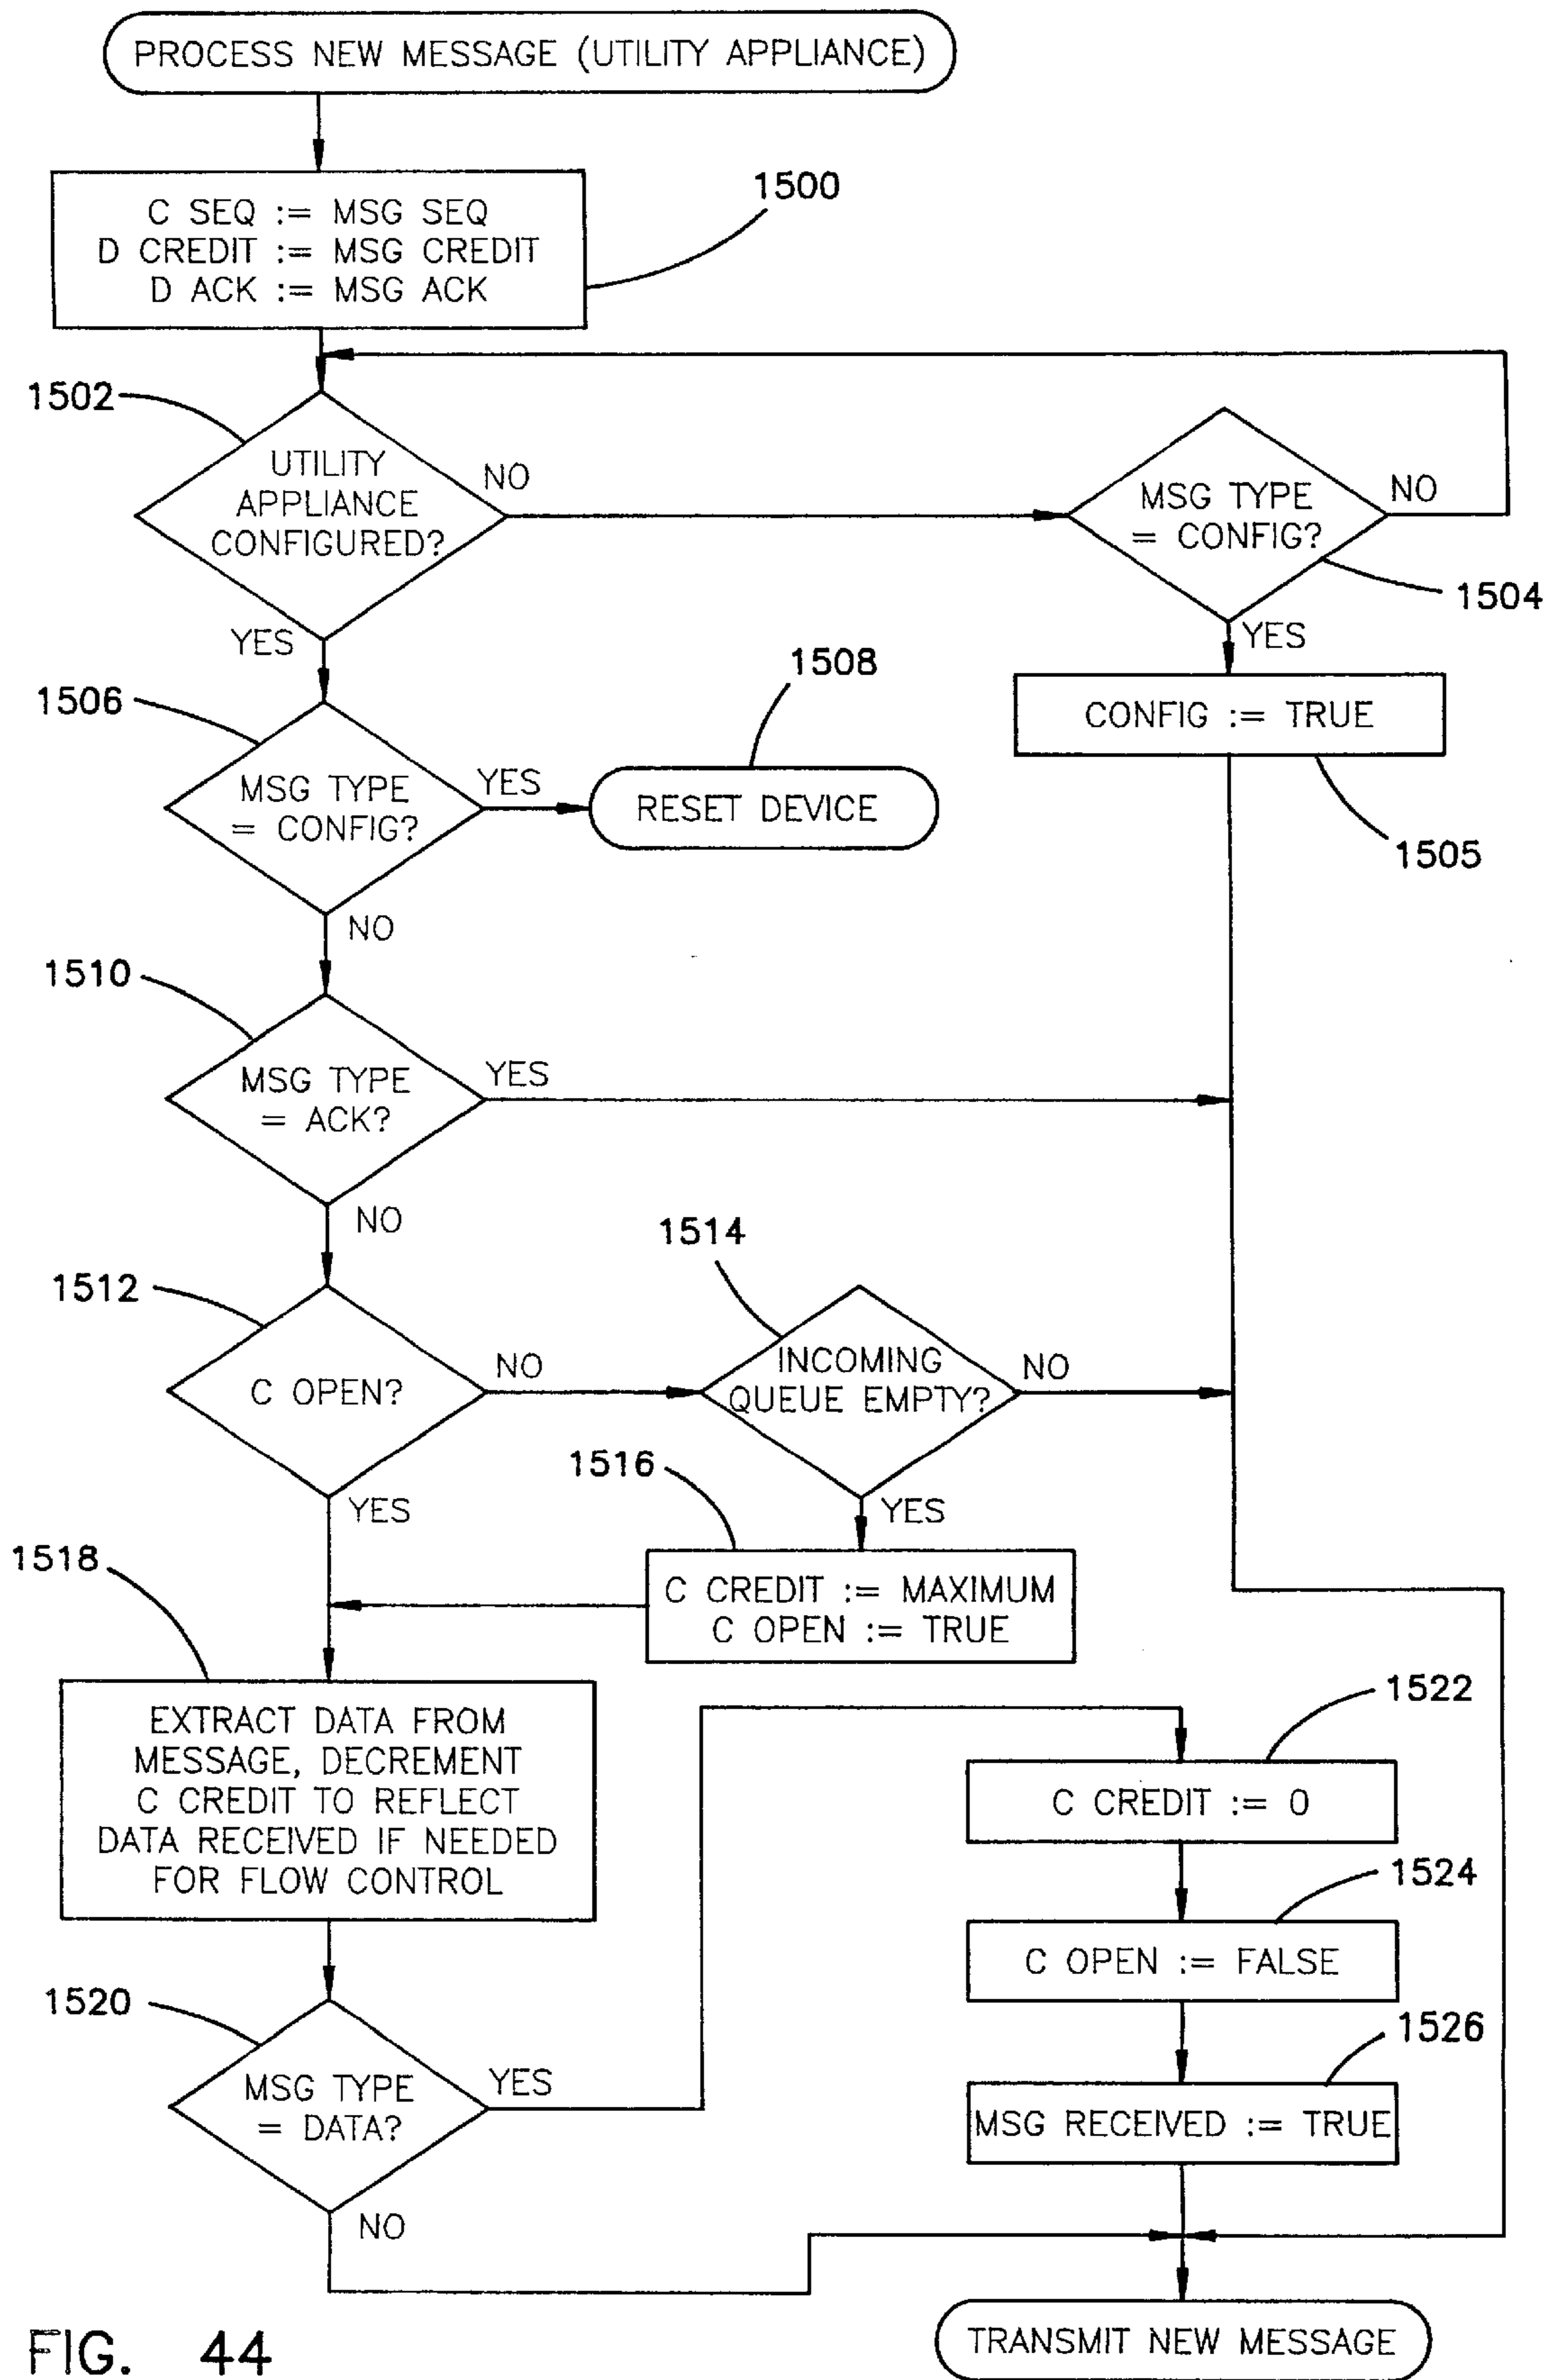 PROCESS NEW MESSAGE (UTILITY APPLIANCE)
1500
C SEQ := MSG SEQ
D CREDIT := MSG CREDIT
D ACK := MSG ACK
1502
UTILITY
APPLIANCE
CONFIGURED?
NO
YES
MSG TYPE
= CONFIG?
NO
1504
YES
CONFIG := TRUE
1505
1506
MSG TYPE
= CONFIG?
YES
1508
RESET DEVICE
NO
1510
MSG TYPE
= ACK?
YES
NO
1512
C OPEN?
NO
1514
INCOMING
QUEUE EMPTY?
NO
YES
YES
1516
C CREDIT := MAXIMUM
C OPEN := TRUE
1518
EXTRACT DATA FROM
MESSAGE, DECREMENT
C CREDIT TO REFLECT
DATA RECEIVED IF NEEDED
FOR FLOW CONTROL
1520
MSG TYPE
= DATA?
YES
NO
1522
C CREDIT := 0
1524
C OPEN := FALSE
1526
MSG RECEIVED := TRUE
TRANSMIT NEW MESSAGE
FIG. 44